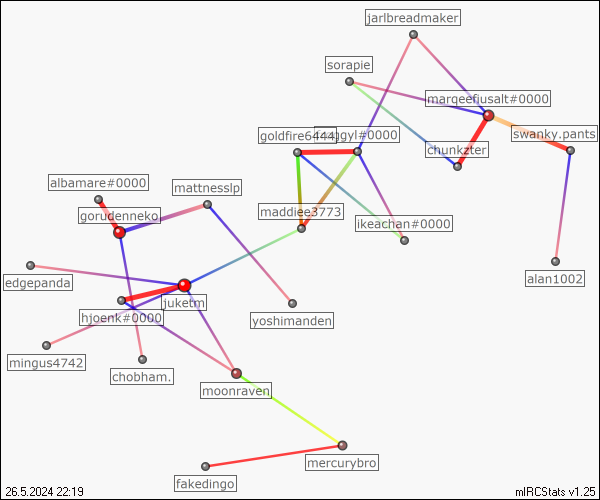 jarlbreadmaker
sorapie
marqeefusalt#0000
swanky.pants
goldfire6444
#0000
chunkzter
albamare#0000
mattnesslp
gorudenneko
maddiee3773
ikeachan#0000
edgepanda
alan1002
juketm
hjoenk#0000
yoshimanden
mingus4742
chobham.
moonraven
mercurybro
fakedingo
26.5.2024 22:19
mIRCStats v1.25